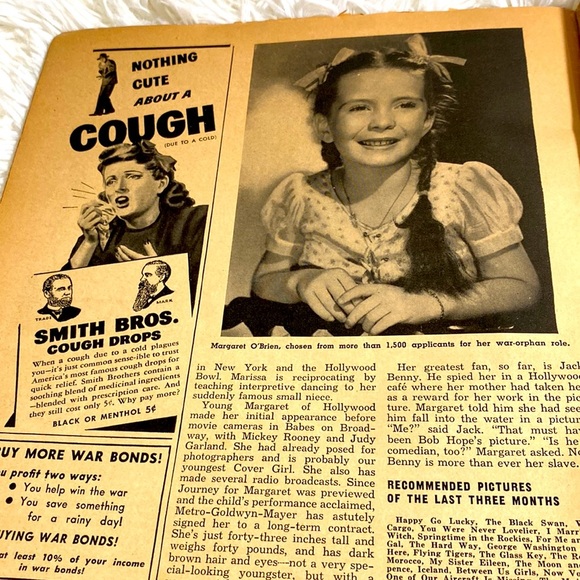 NOTHING
CUTE
ABOUT A
COUGH
(DUE TO A COLD)
TRADE
MARK
SMITH BROS.
COUGH DROPS
When a cough due to a cold plagues
you—it's just common sense-ible to trust
America's most famous cough drops for
quick relief. Smith Brothers contain a
soothing blend of medicinal ingredients
—blended with prescription care. And
they still cost only 5¢. Why pay more?
BLACK OR MENTHOL 5¢
BUY MORE WAR BONDS!
You profit two ways:
● You help win the war
● You save something
for a rainy day!
BUYING WAR BONDS!
at least 10% of your income
in war bonds!
Margaret O'Brien, chosen from more than 1,500 applicants for her war-orphan role.
in New York and the Hollywood
Bowl. Marissa is reciprocating by
teaching interpretive dancing to her
suddenly famous small niece.
Young Margaret of Hollywood
made her initial appearance before
movie cameras in Babes on Broad-
way, with Mickey Rooney and Judy
Garland. She had already posed for
photographers and is probably our
youngest Cover Girl. She also has
made several radio broadcasts. Since
Journey for Margaret was previewed
and the child's performance acclaimed,
Metro-Goldwyn-Mayer has astutely
signed her to a long-term contract.
She's just forty-three inches tall and
weighs forty pounds, and has dark
brown hair and eyes—not a very spe-
cial-looking youngster, but with
Her greatest fan, so far, is Jack
Benny. He spied her in a Hollywood
café where her mother had taken her
as a reward for her work in the pic-
ture. Margaret told him she had seen
him fall into the water in a picture.
"Me?" said Jack. "That must have
been Bob Hope's picture." "Is he
comedian, too?" Margaret asked. No
Benny is more than ever her slave.
RECOMMENDED PICTURES
OF THE LAST THREE MONTHS
Happy Go Lucky, The Black Swan,
Cargo, You Were Never Lovelier, I Mar
Witch, Springtime in the Rockies, For M
Gal, The Hard Way, George Washington
Here, Flying Tigers, The Glass Key, The B
Morocco, My Sister Eileen, The Moon an
pence, Iceland, Between Us Girls, Now V
One of Our Aircraft Is Missing